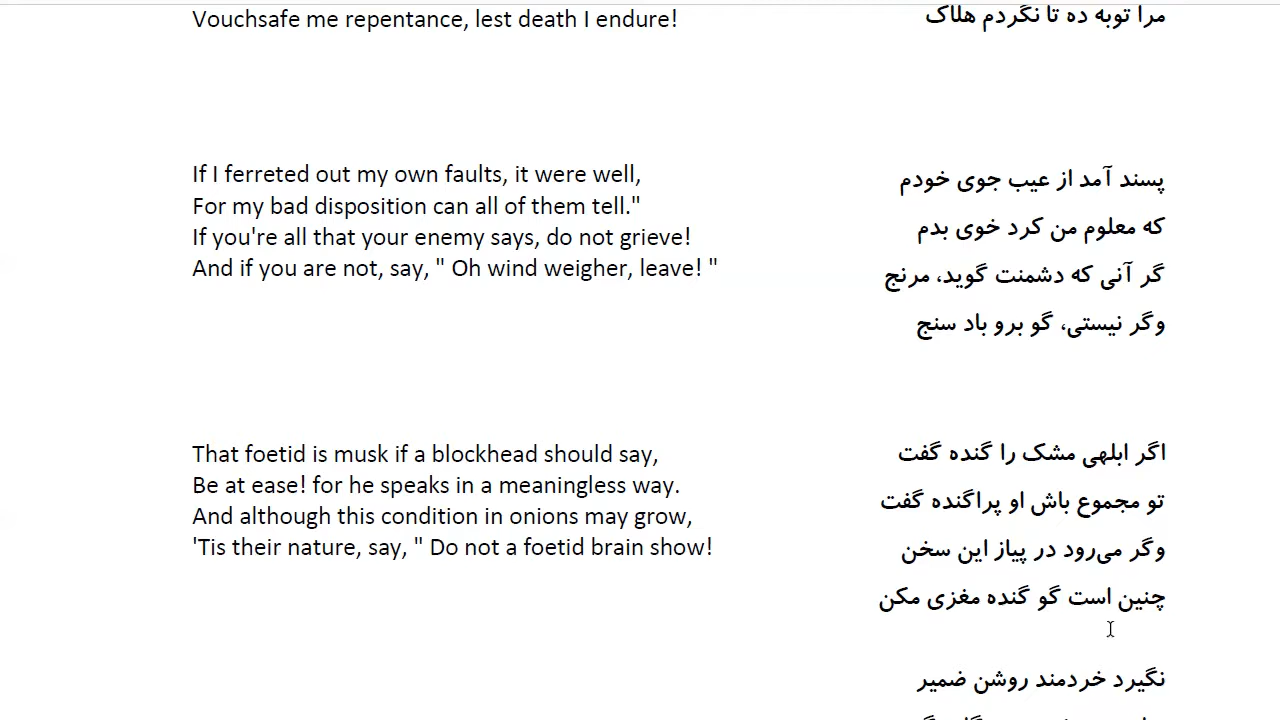 Vouchsafe me repentance, lest death I endure!
مرا توبه ده تا نگردم هلاک
If I ferreted out my own faults, it were well,
For my bad disposition can all of them tell."
If you're all that your enemy says, do not grieve!
And if you are not, say, " Oh wind weigher, leave! "
پسند آمد از عیب جوی خودم
که معلوم من کرد خوی بدم
گر آنی که دشمنت گوید، مرنج
وگر نیستی، گو برو باد سنج
That foetid is musk if a blockhead should say,
Be at ease! for he speaks in a meaningless way.
And although this condition in onions may grow,
'Tis their nature, say, " Do not a foetid brain show!
اگر ابلهی مشک را گنده گفت
تو مجموع باش او پراگنده گفت
وگر می‌رود در پیاز این سخن
چنین است گو گنده مغزی مکن
نگیرد خردمند روشن ضمیر